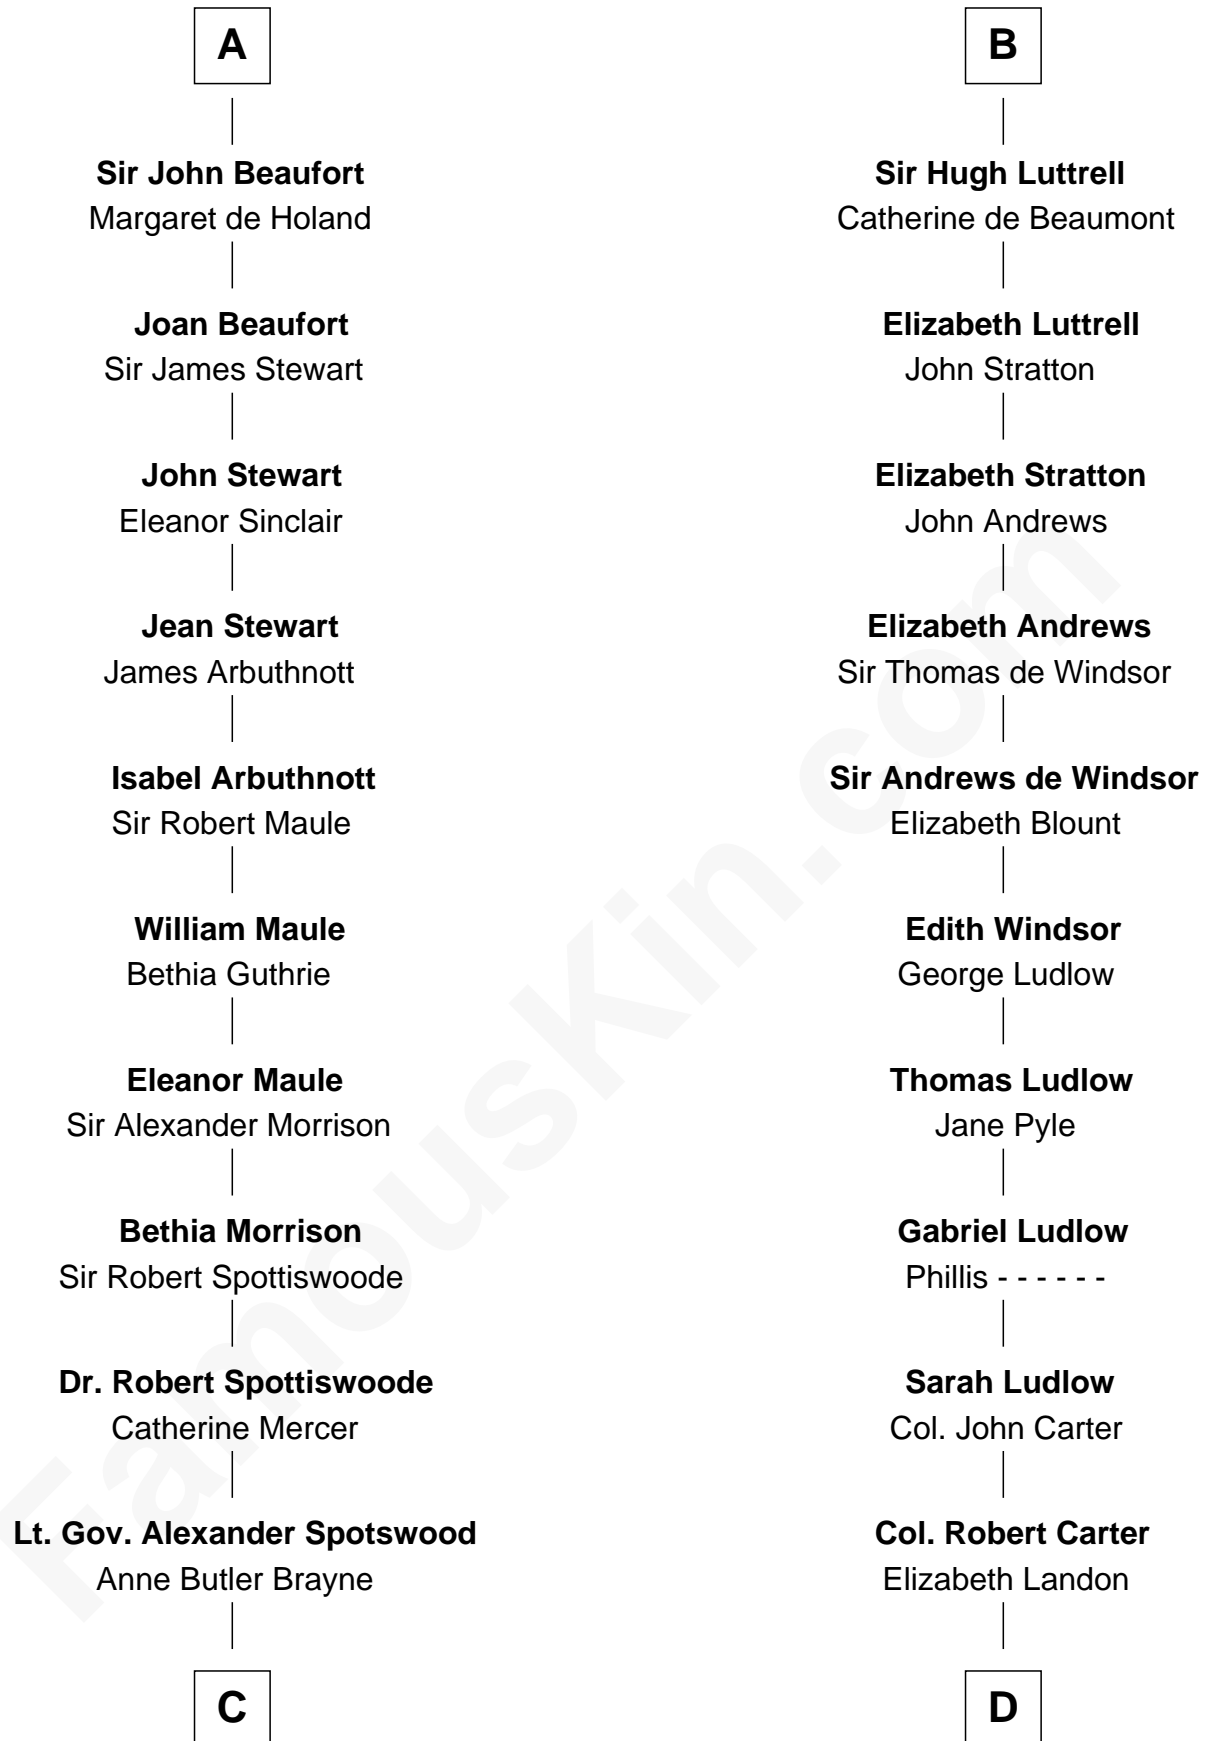 A
Sir John Beaufort
Margaret de Holand
Joan Beaufort
Sir James Stewart
John Stewart
Eleanor Sinclair
Jean Stewart
James Arbuthnott
Isabel Arbuthnott
Sir Robert Maule
William Maule
Bethia Guthrie
Eleanor Maule
Sir Alexander Morrison
Bethia Morrison
Sir Robert Spottiswoode
Dr. Robert Spottiswoode
Catherine Mercer
Lt. Gov. Alexander Spotswood
Anne Butler Brayne
C
B
Sir Hugh Luttrell
Catherine de Beaumont
Elizabeth Luttrell
John Stratton
Elizabeth Stratton
John Andrews
Elizabeth Andrews
Sir Thomas de Windsor
Sir Andrews de Windsor
Elizabeth Blount
Edith Windsor
George Ludlow
Thomas Ludlow
Jane Pyle
Gabriel Ludlow
Phillis - - - - - -
Sarah Ludlow
Col. John Carter
Col. Robert Carter
Elizabeth Landon
D
FamousKin.com